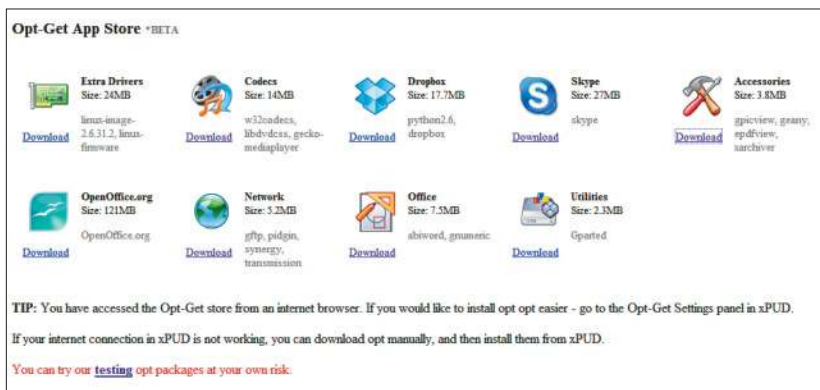 Opt-Get App Store *BETA
Extra Drivers
Size: 24MB
linux-image-
2.6.31.2, linux-
firmware
Download
Codecs
Size: 14MB
w32codecs,
libdvdcss, gecko-
mediaplayer
Download
Dropbox
Size: 17.7MB
python2.6,
dropbox
Download
Skype
Size: 27MB
skype
Download
Accessories
Size: 3.8MB
gpicview, geany,
epdfview,
xarchiver
Download
OpenOffice.org
Size: 121MB
OpenOffice.org
Download
Network
Size: 5.2MB
gftp, pidgin,
synergy,
transmission
Download
Office
Size: 7.5MB
abiword, gnumeric
Download
Utilities
Size: 2.3MB
Gparted
Download
TIP: You have accessed the Opt-Get store from an internet browser. If you would like to install opt opt easier - go to the Opt-Get Settings panel in xPUD.
If your internet connection in xPUD is not working, you can download opt manually, and then install them from xPUD.
You can try our testing opt packages at your own risk.